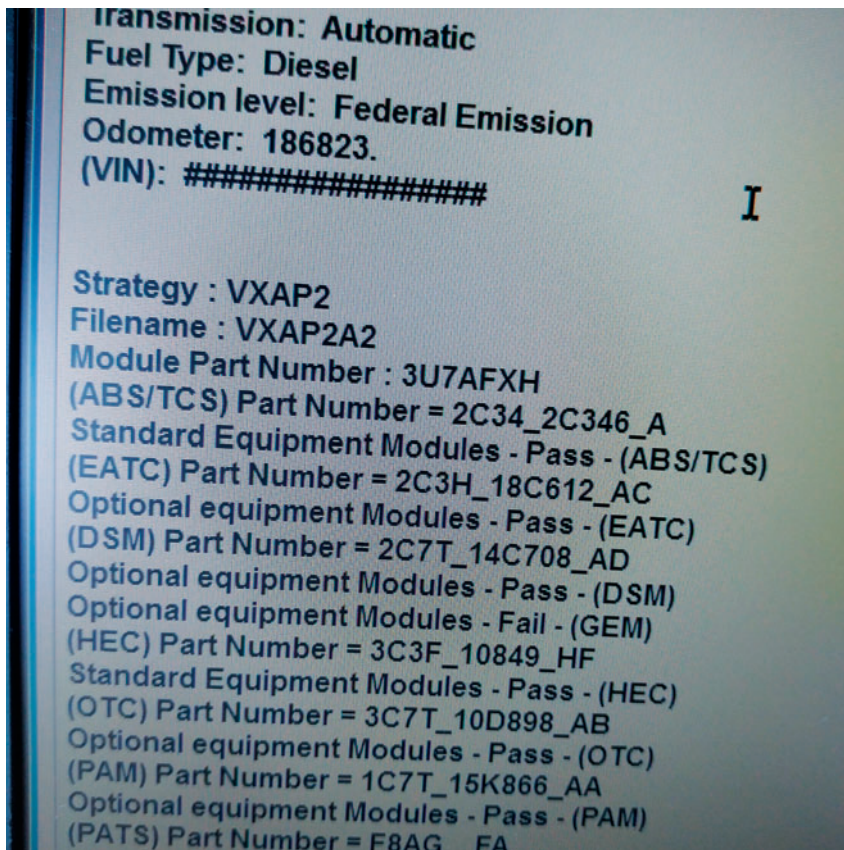 Transmission: Automatic
Fuel Type: Diesel
Emission level: Federal Emission
Odometer: 186823.
(VIN): #################
Strategy : VXAP2
Filename : VXAP2A2
Module Part Number : 3U7AFXH
(ABS/TCS) Part Number = 2C34_2C346_A
Standard Equipment Modules - Pass - (ABS/TCS)
(EATC) Part Number = 2C3H_18C612_AC
Optional equipment Modules - Pass - (EATC)
(DSM) Part Number = 2C7T_14C708_AD
Optional equipment Modules - Pass - (DSM)
Optional equipment Modules - Fail - (GEM)
(HEC) Part Number = 3C3F_10849_HF
Standard Equipment Modules - Pass - (HEC)
(OTC) Part Number = 3C7T_10D898_AB
Optional equipment Modules - Pass - (OTC)
(PAM) Part Number = 1C7T_15K866_AA
Optional equipment Modules - Pass - (PAM)
(PATS) Part Number =